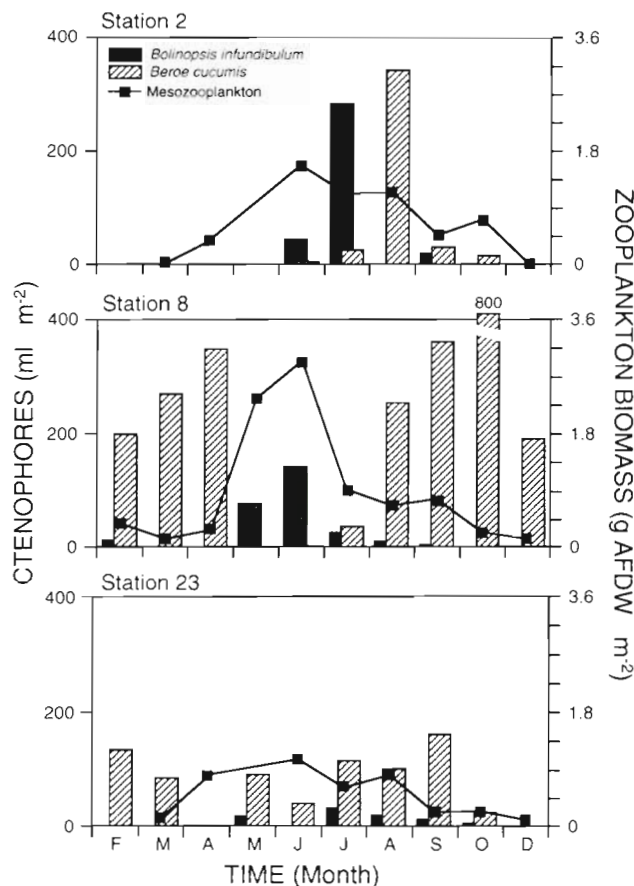 Station 2
400
200
0
3.6
1.8
0
Bolinopsis infundibulum
Beroe cucumis
Mesozooplankton
Station 8
800
400
200
0
3.6
1.8
0
Station 23
400
200
0
3.6
1.8
0
F M A M J J A S O D
TIME (Month)
CTENOPHORES (ml m-2)
ZOOPLANKTON BIOMASS (g AFDW m-2)